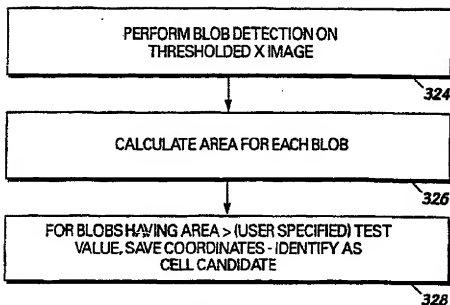 PERFORM BLOB DETECTION ON
THRESHOLDED X IMAGE
324
CALCULATE AREA FOR EACH BLOB
326
FOR BLOBS HAVING AREA > (USER SPECIFIED) TEST
VALUE, SAVE COORDINATES - IDENTIFY AS
CELL CANDIDATE
328